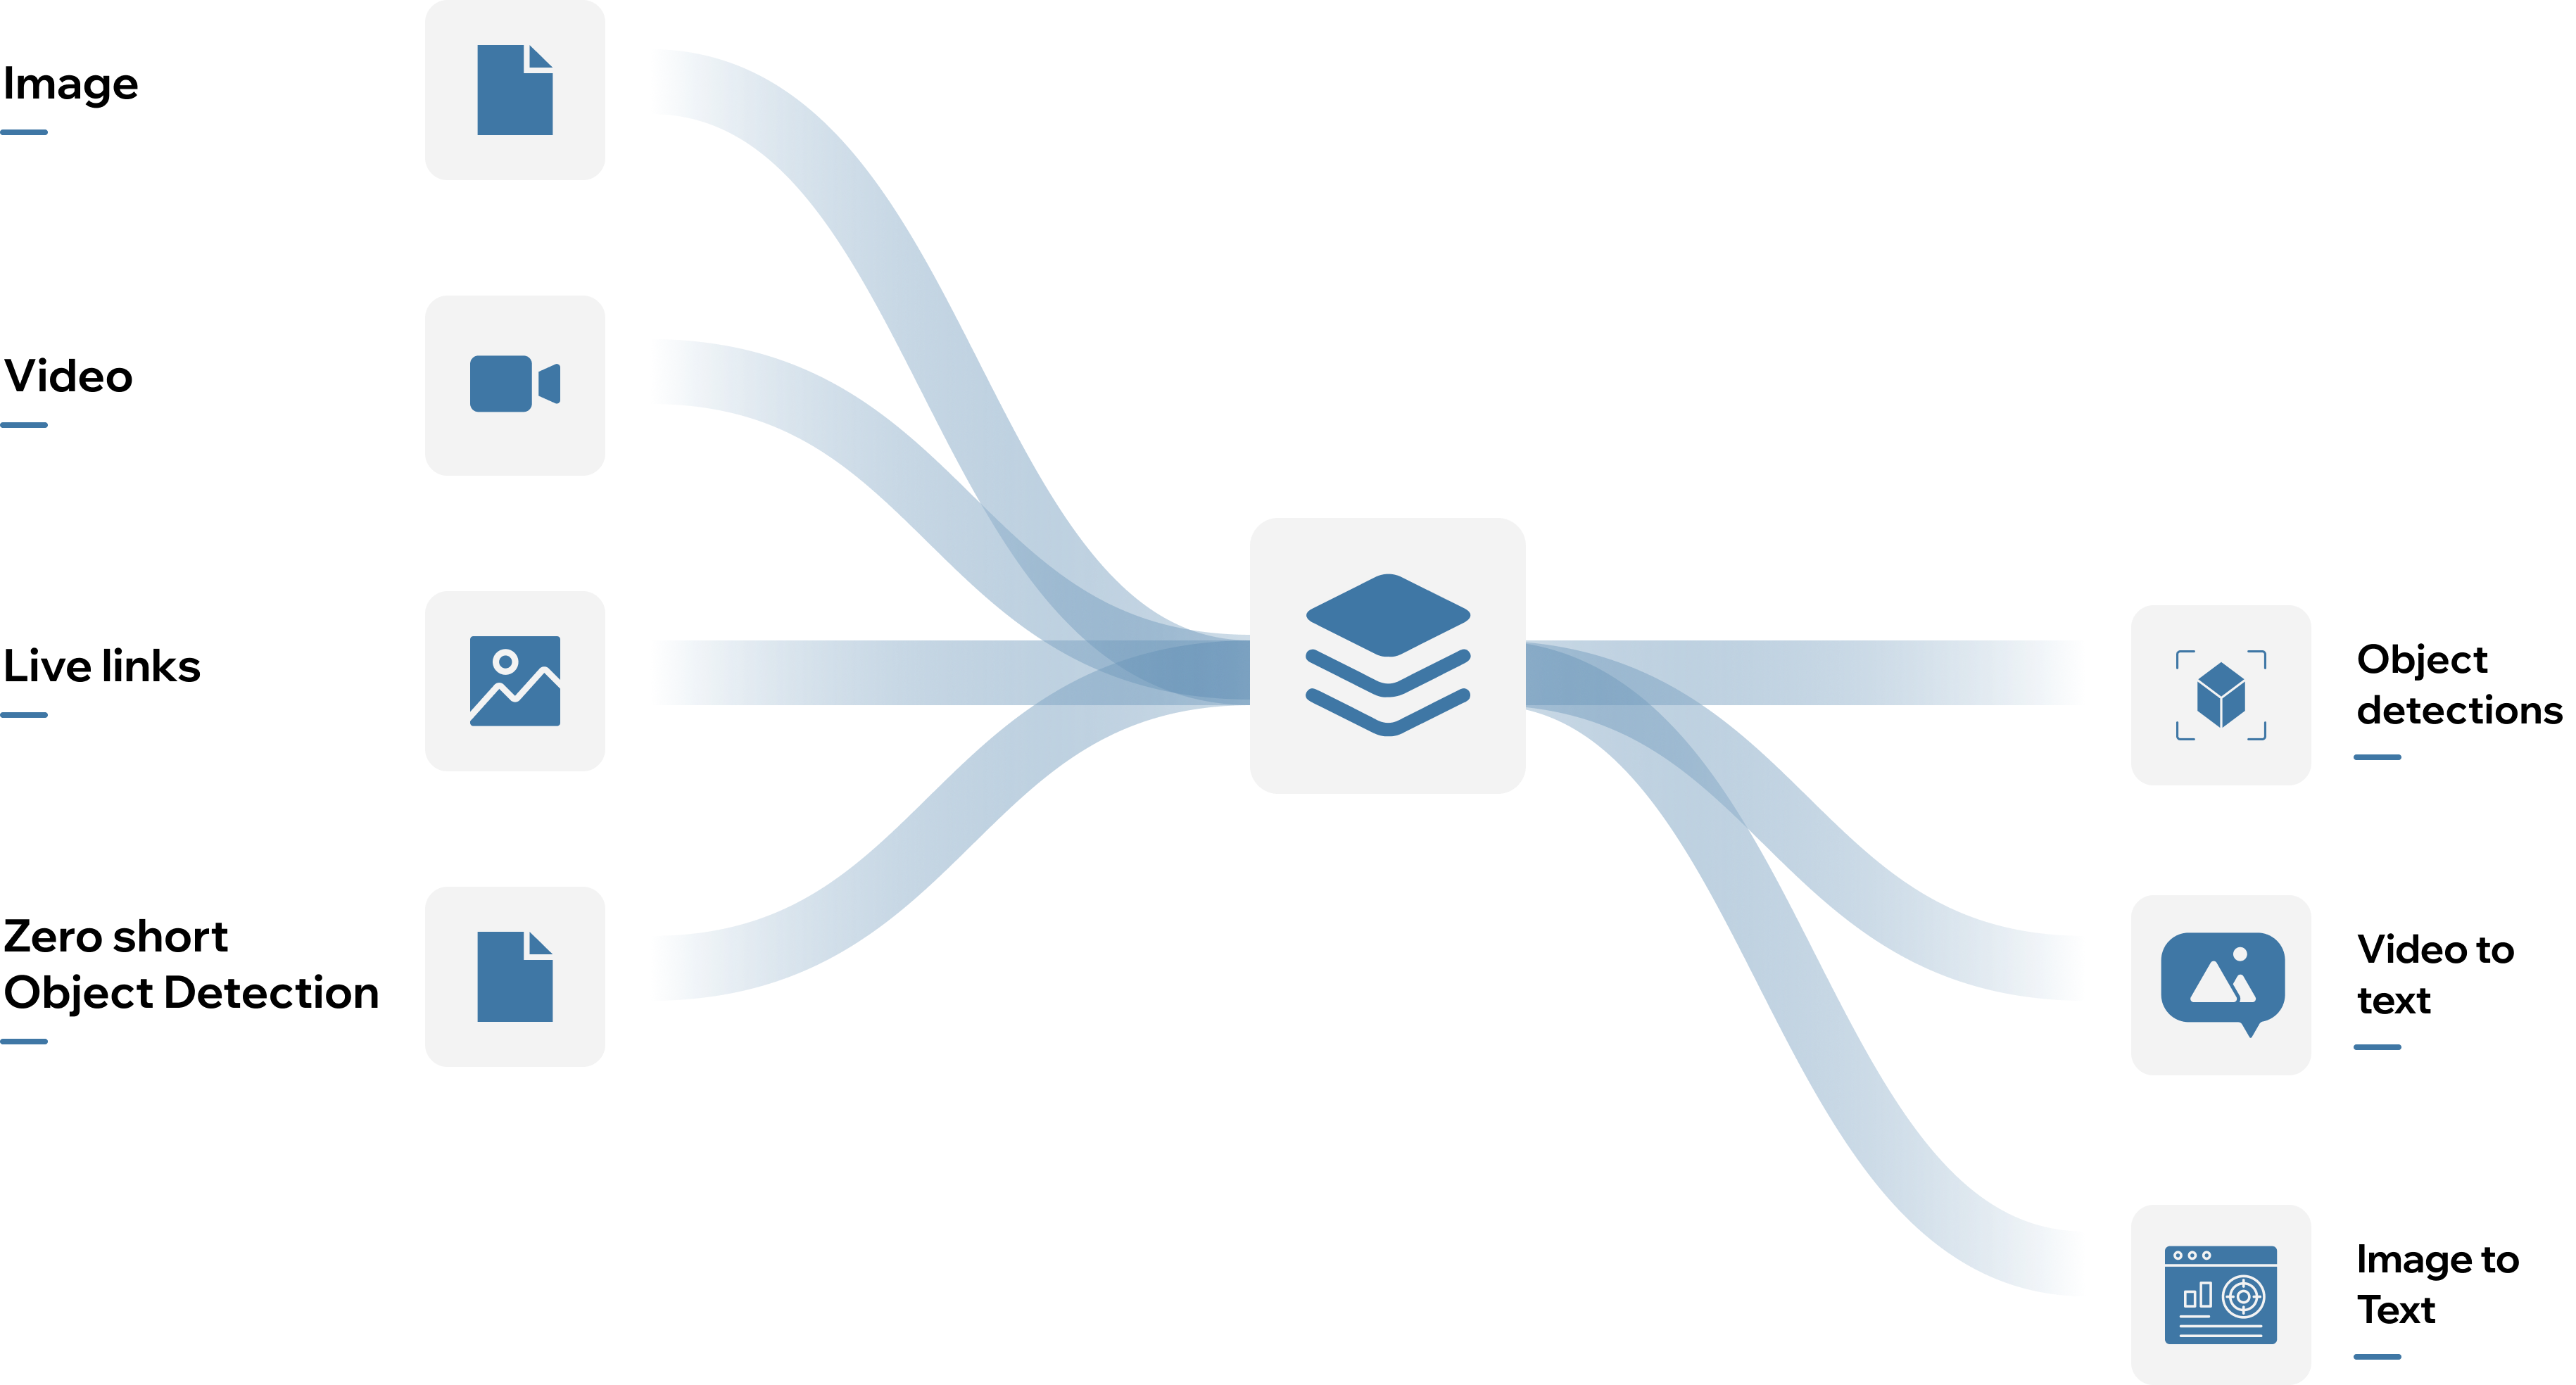 Image
Video
Live links
Zero short
Object Detection
Object
detections
Video to
text
Image to
Text